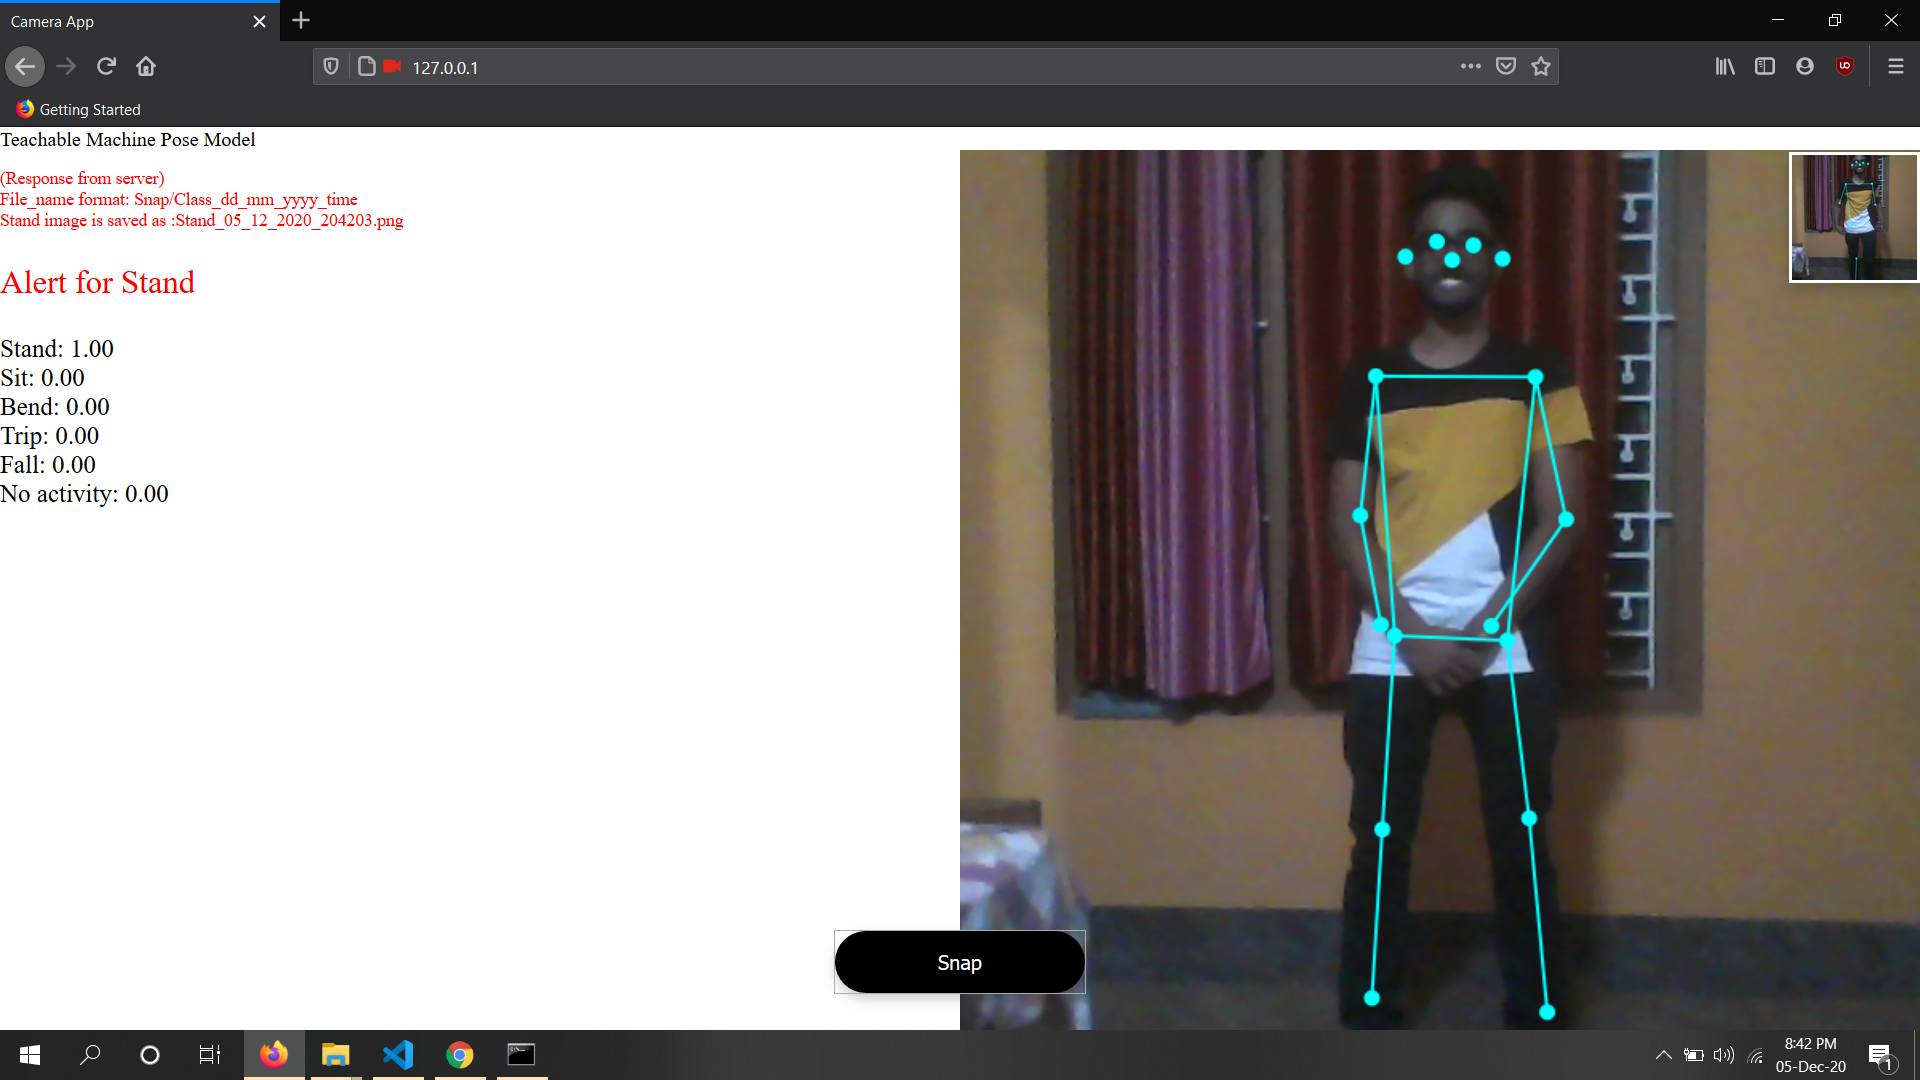 Camera App
127.0.0.1
Getting Started
Teachable Machine Pose Model
(Response from server)
File_name format: Snap/Class_dd_mm_yyyy_time
Stand image is saved as :Stand_05_12_2020_204203.png
Alert for Stand
Stand: 1.00
Sit: 0.00
Bend: 0.00
Trip: 0.00
Fall: 0.00
No activity: 0.00
Snap
8:42 PM
05-Dec-20
1